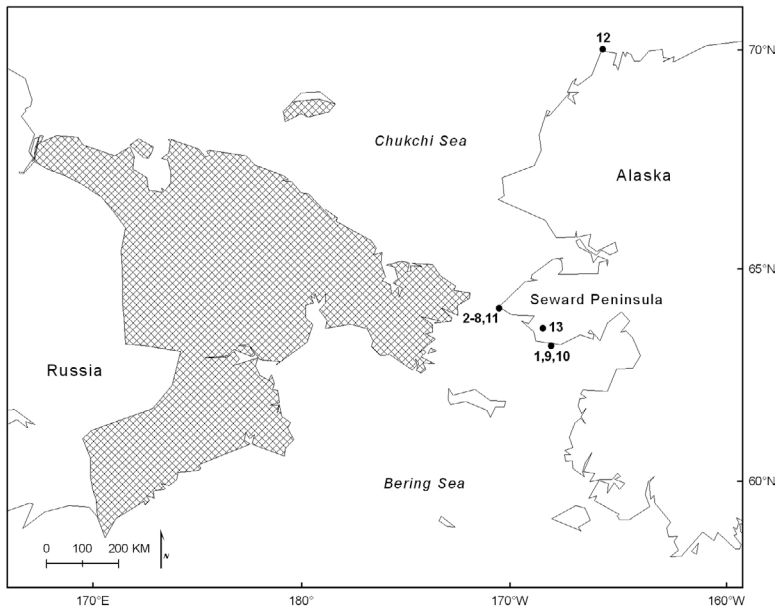 12
70°N
Chukchi Sea
Alaska
65°N
Seward Peninsula
2-8,11
13
1,9,10
Russia
Bering Sea
60°N
0 100 200 KM
N
170°E 180° 170°W 160°W